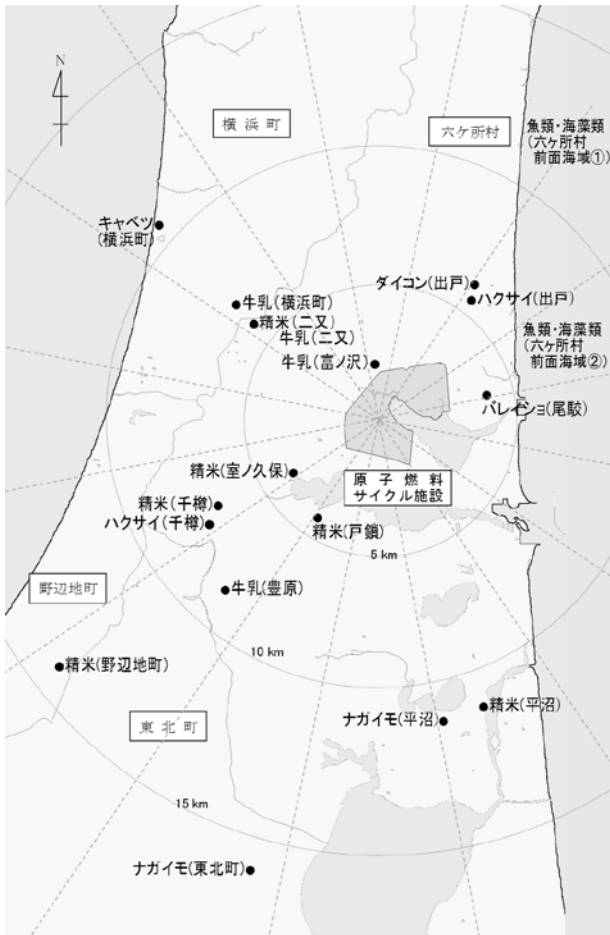 N
横浜町
六ケ所村
魚類・海藻類
(六ヶ所村
前面海域①)
キャベツ
(横浜町)
ダイコン(出戸)
ハクサイ(出戸)
牛乳(横浜町)
精米(二又)
牛乳(二又)
魚類・海藻類
(六ヶ所村
前面海域②)
牛乳(富ノ沢)
バレイショ(尾駮)
精米(室ノ久保)
原子燃料
サイクル施設
精米(千樽)
ハクサイ(千樽)
精米(戸鎖)
5 km
野辺地町
牛乳(豊原)
10 km
精米(野辺地町)
精米(平沼)
ナガイモ(平沼)
東北町
15 km
ナガイモ(東北町)